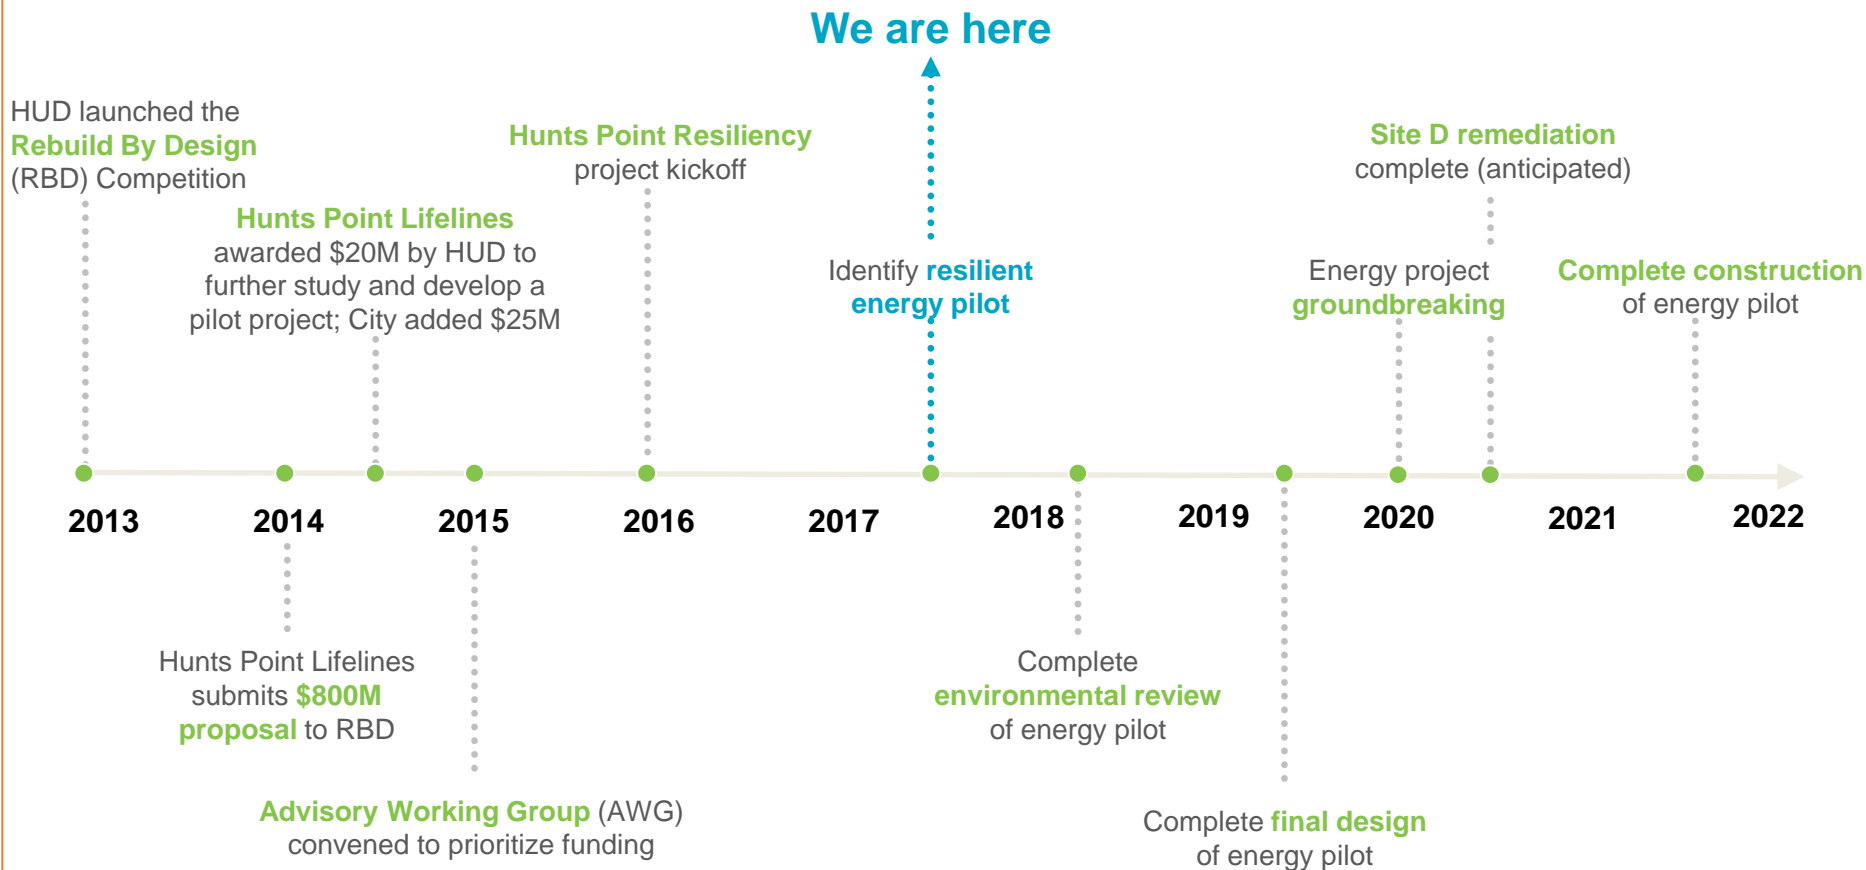 We are here
HUD launched the
Rebuild By Design
(RBD) Competition
Hunts Point Lifelines
awarded $20M by HUD to
further study and develop a
pilot project; City added $25M
Hunts Point Resiliency
project kickoff
Identify resilient
energy pilot
Energy project
groundbreaking
Site D remediation
complete (anticipated)
Complete construction
of energy pilot
2013 2014 2015 2016 2017 2018 2019 2020 2021 2022
Hunts Point Lifelines
submits $800M
proposal to RBD
Advisory Working Group (AWG)
convened to prioritize funding
Complete
environmental review
of energy pilot
Complete final design
of energy pilot